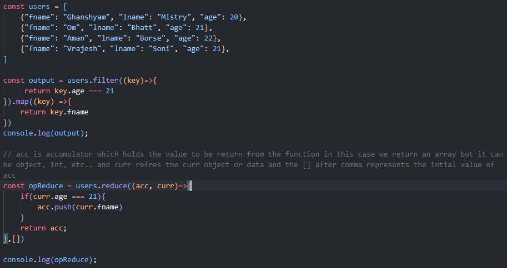 const users = [
    {"fname": "Ghanshyam", "lname": "Mistry", "age": 20},
    {"fname": "Om", "lname": "Bhatt", "age": 21},
    {"fname": "Aman", "lname": "Borse", "age": 22},
    {"fname": "Vrajesh", "lname": "Soni", "age": 21},
]
const output = users.filter((key)=>{
     return key.age === 21
}).map((key) =>{
    return key.fname
})
console.log(output);
// acc is accumulator which holds the value to be return from the function in this case we return an array but it can
be object, int, etc.. and curr refres the curr object or data and the [] after comma represents the intial value of
acc
const opReduce = users.reduce((acc, curr)=>{
    if(curr.age === 21){
        acc.push(curr.fname)
    }
    return acc;
},[])
console.log(opReduce);